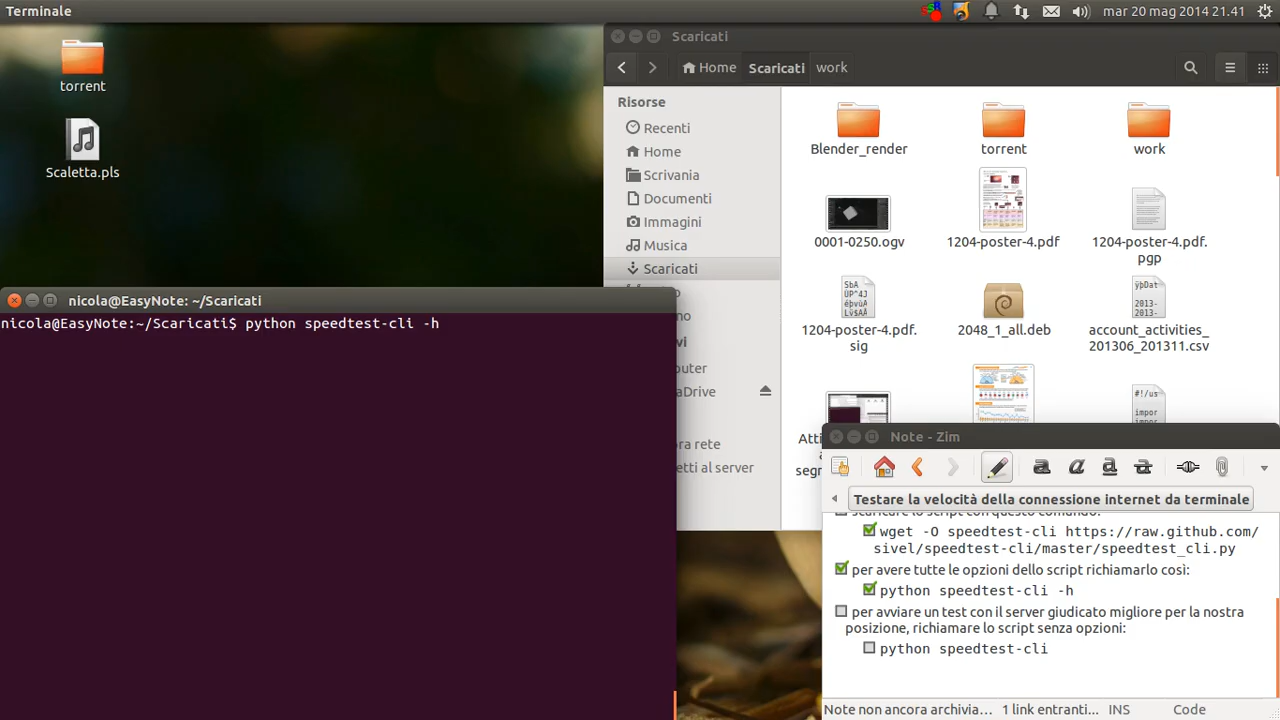 Terminale
mar 20 mag 2014 21.41
torrent
Scaletta.pls
Scaricati
Home
Scaricati
work
Risorse
Recenti
Home
Scrivania
Documenti
Immagini
Musica
Scaricati
Blender_render
torrent
work
0001-0250.ogv
1204-poster-4.pdf
1204-poster-4.pdf.
pgp
1204-poster-4.pdf.
sig
2048_1_all.deb
account_activities_
201306_201311.csv
nicola@EasyNote: ~/Scaricati
nicola@EasyNote:~/Scaricati$ python speedtest-cli -h
Note - Zim
Testare la velocità della connessione internet da terminale
scaricare lo script con questo comando:
wget -O speedtest-cli https://raw.github.com/
sivel/speedtest-cli/master/speedtest_cli.py
per avere tutte le opzioni dello script richiamarlo così:
python speedtest-cli -h
per avviare un test con il server giudicato migliore per la nostra
posizione, richiamare lo script senza opzioni:
python speedtest-cli
Note non ancora archivia...
1 link entranti...
INS
Code